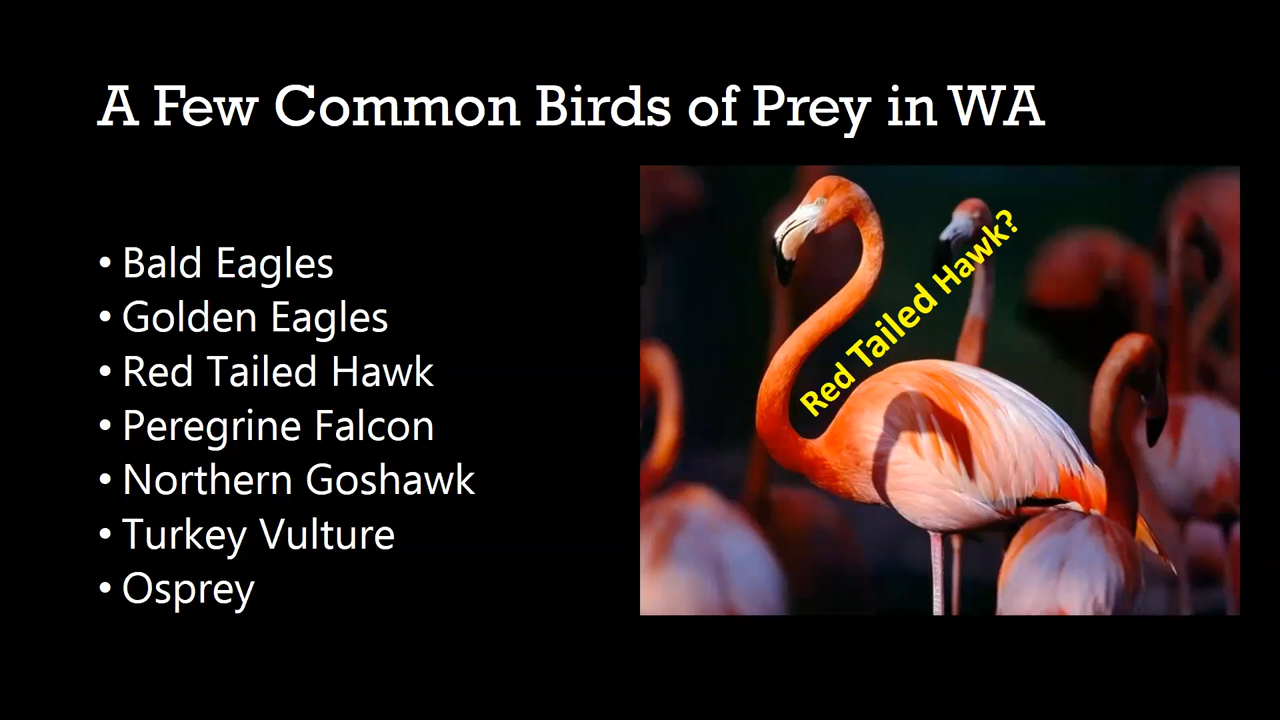 A Few Common Birds of Prey in WA
• Bald Eagles
• Golden Eagles
• Red Tailed Hawk
• Peregrine Falcon
• Northern Goshawk
• Turkey Vulture
• Osprey
Red Tailed Hawk?